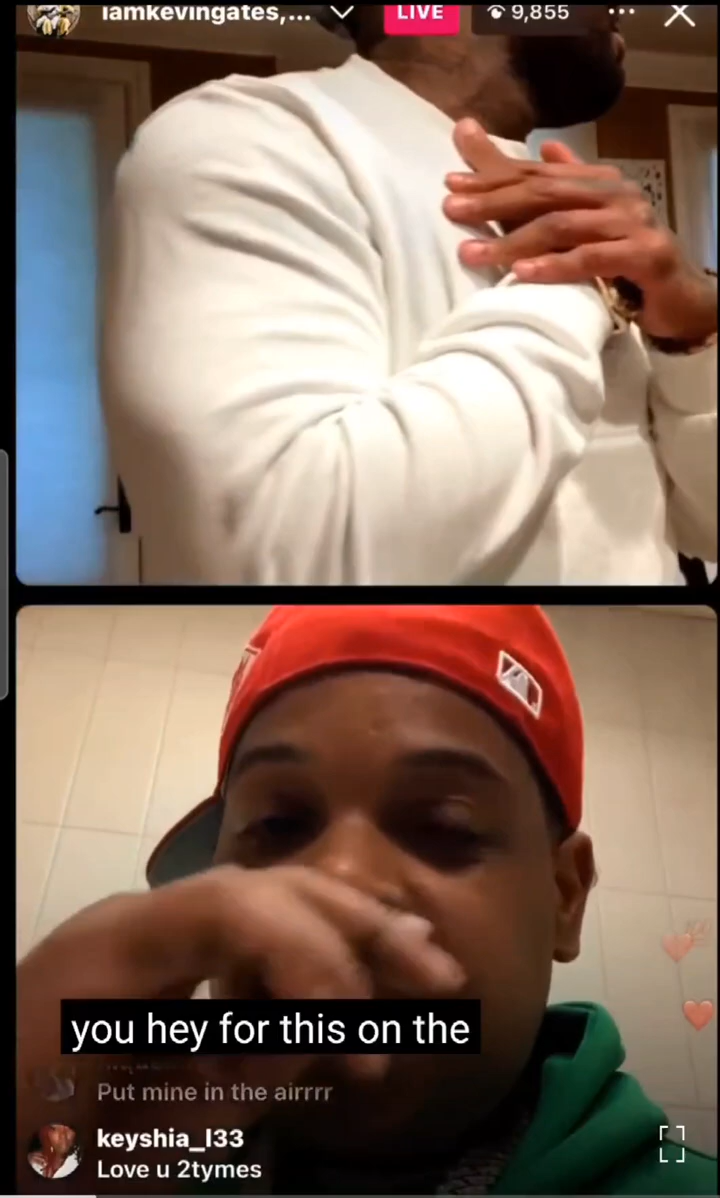 iamkevingates,...
LIVE
9,855
you hey for this on the
Put mine in the airrrr
keyshia_l33
Love u 2tymes